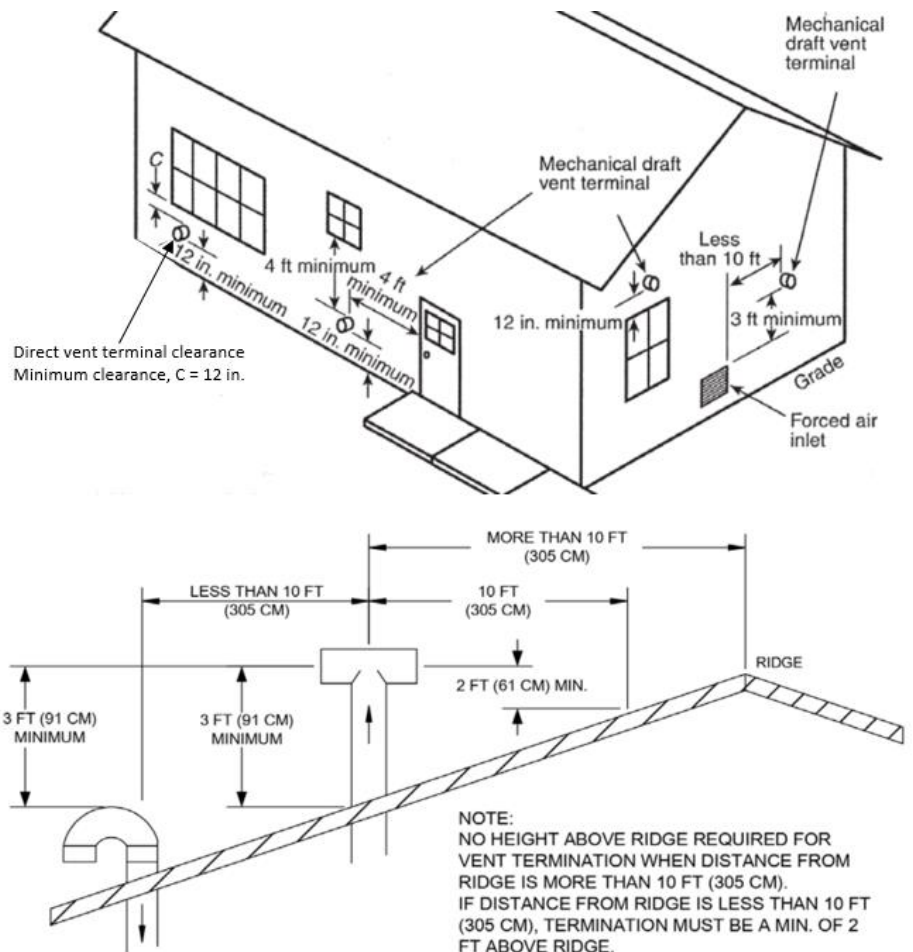 Mechanical
draft vent
terminal
Mechanical draft
vent terminal
C
Less
than 10 ft
12 in. minimum
4 ft minimum
4 ft
minimum
12 in. minimum
12 in. minimum
3 ft minimum
Direct vent terminal clearance
Minimum clearance, C = 12 in.
Grade
Forced air
inlet
MORE THAN 10 FT
(305 CM)
LESS THAN 10 FT
(305 CM)
10 FT
(305 CM)
RIDGE
2 FT (61 CM) MIN.
3 FT (91 CM)
MINIMUM
3 FT (91 CM)
MINIMUM
NOTE:
NO HEIGHT ABOVE RIDGE REQUIRED FOR
VENT TERMINATION WHEN DISTANCE FROM
RIDGE IS MORE THAN 10 FT (305 CM).
IF DISTANCE FROM RIDGE IS LESS THAN 10 FT
(305 CM), TERMINATION MUST BE A MIN. OF 2
FT ABOVE RIDGE.